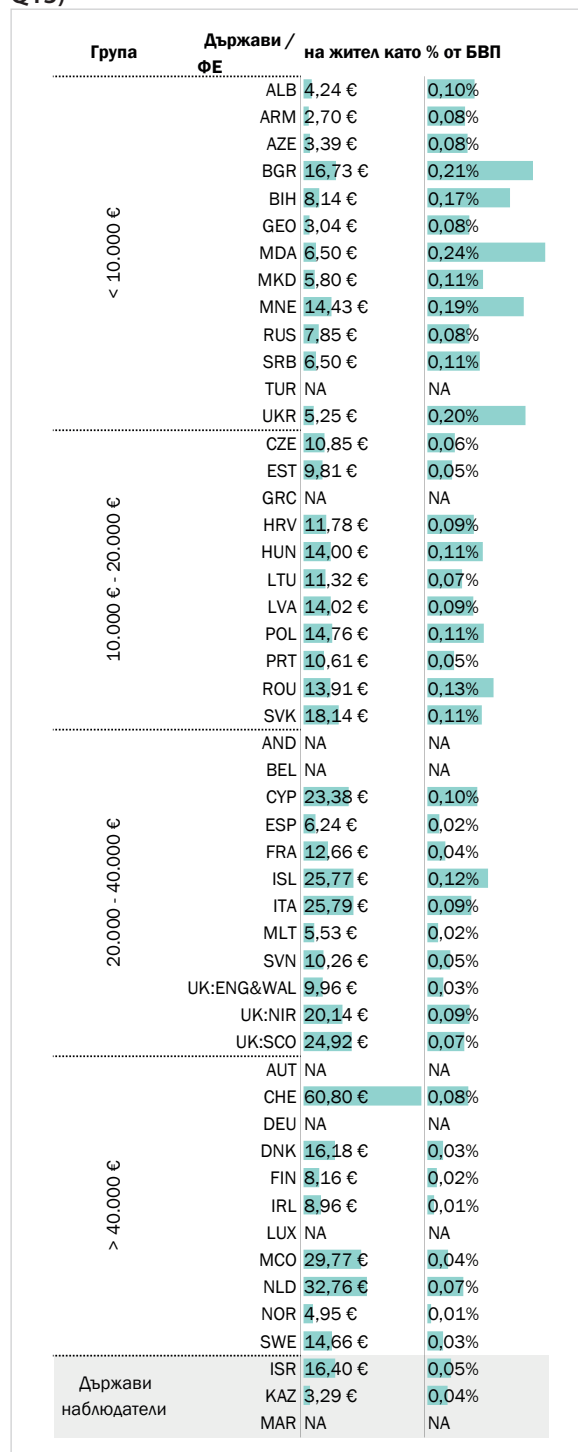 Група Държави / ФЕ на жител като % от БВП
< 10.000 €
ALB 4,24 € 0,10%
ARM 2,70 € 0,08%
AZE 3,39 € 0,08%
BGR 16,73 € 0,21%
BIH 8,14 € 0,17%
GEO 3,04 € 0,08%
MDA 6,50 € 0,24%
MKD 5,80 € 0,11%
MNE 14,43 € 0,19%
RUS 7,85 € 0,08%
SRB 6,50 € 0,11%
TUR NA NA
UKR 5,25 € 0,20%
10.000 € - 20.000 €
CZE 10,85 € 0,06%
EST 9,81 € 0,05%
GRC NA NA
HRV 11,78 € 0,09%
HUN 14,00 € 0,11%
LTU 11,32 € 0,07%
LVA 14,02 € 0,09%
POL 14,76 € 0,11%
PRT 10,61 € 0,05%
ROU 13,91 € 0,13%
SVK 18,14 € 0,11%
20.000 - 40.000 €
AND NA NA
BEL NA NA
CYP 23,38 € 0,10%
ESP 6,24 € 0,02%
FRA 12,66 € 0,04%
ISL 25,77 € 0,12%
ITA 25,79 € 0,09%
MLT 5,53 € 0,02%
SVN 10,26 € 0,05%
UK:ENG&WAL 9,96 € 0,03%
UK:NIR 20,14 € 0,09%
UK:SCO 24,92 € 0,07%
> 40.000 €
AUT NA NA
CHE 60,80 € 0,08%
DEU NA NA
DNK 16,18 € 0,03%
FIN 8,16 € 0,02%
IRL 8,96 € 0,01%
LUX NA NA
MCO 29,77 € 0,04%
NLD 32,76 € 0,07%
NOR 4,95 € 0,01%
SWE 14,66 € 0,03%
Държави наблюдатели
ISR 16,40 € 0,05%
KAZ 3,29 € 0,04%
MAR NA NA